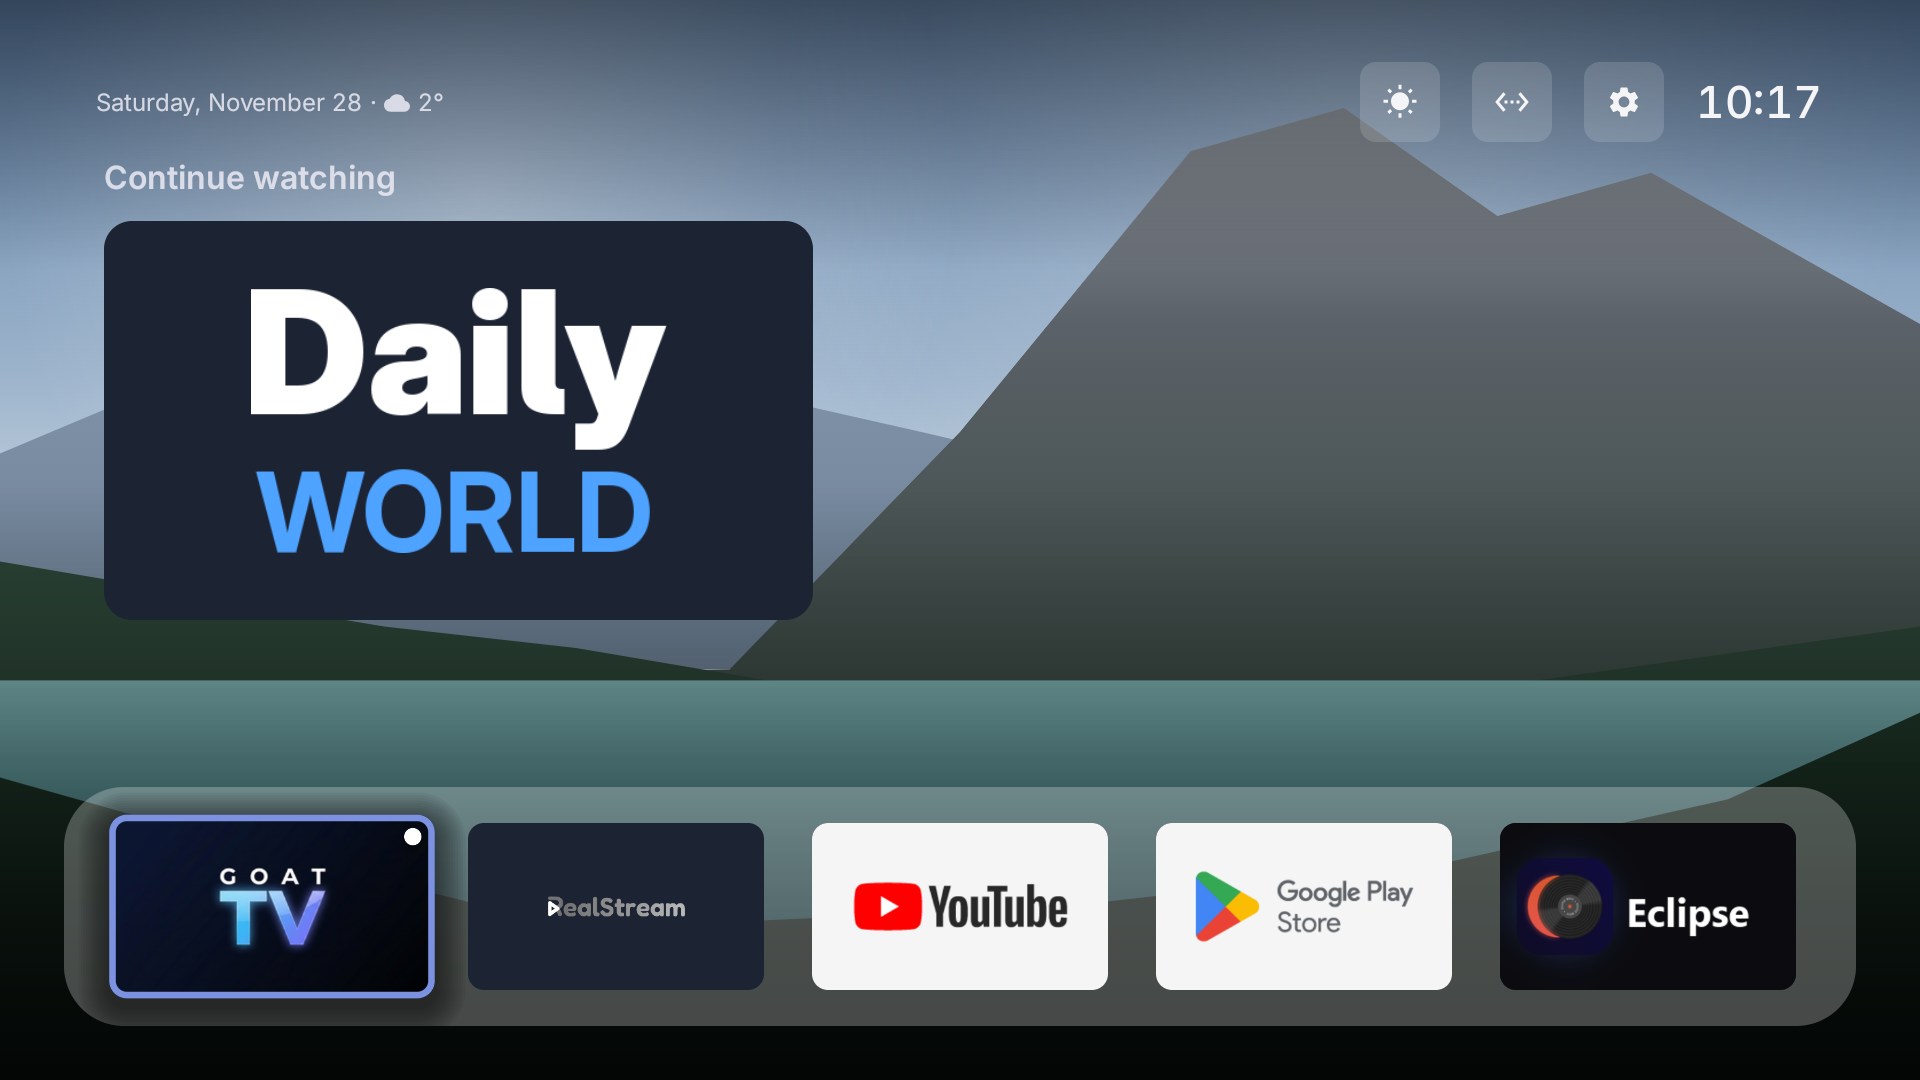 Saturday, November 28 · 2°
10:17
Continue watching
Daily
WORLD
GOAT
TV
RealStream
YouTube
Google Play
Store
Eclipse